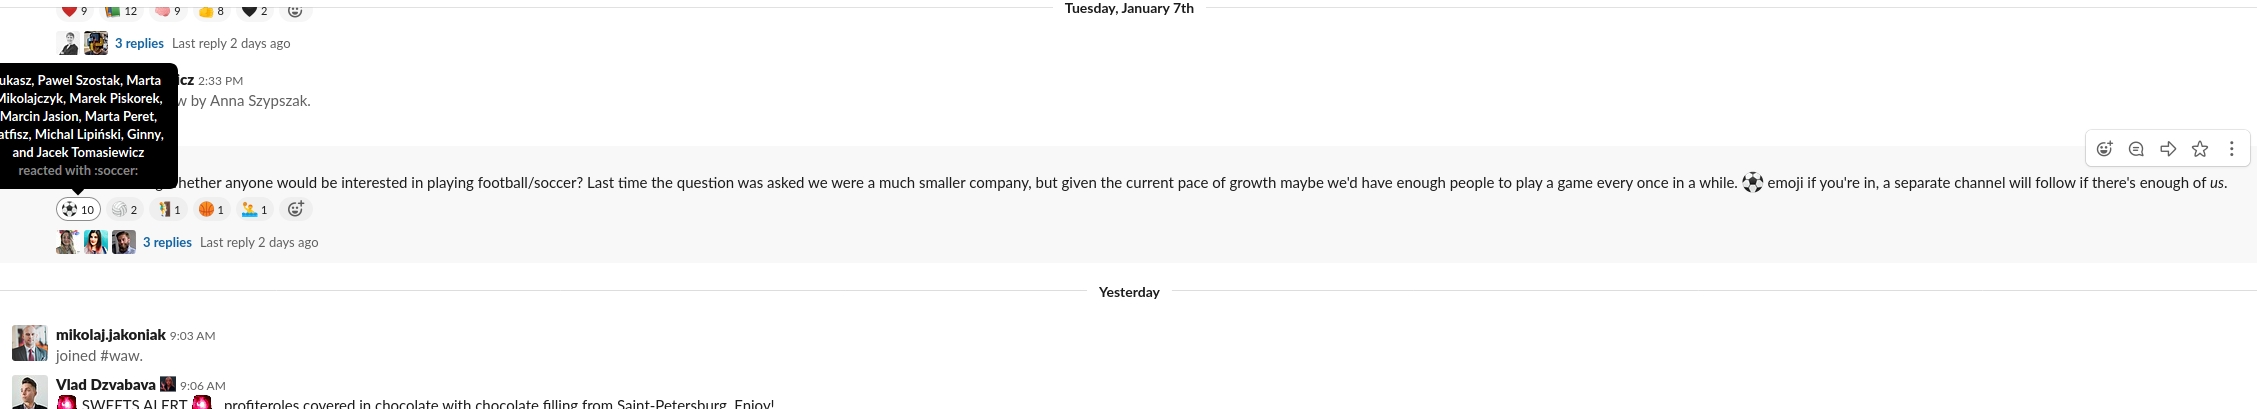 Tuesday, January 7th
9 12 9 8 2
3 replies Last reply 2 days ago
ukasz, Pawel Szostak, Marta
Mikolajczyk, Marek Piskorek,
Marcin Jasion, Marta Peret,
atfisz, Michal Lipiński, Ginny,
and Jacek Tomasiewicz
reacted with :soccer:
icz 2:33 PM
w by Anna Szypszak.
g whether anyone would be interested in playing football/soccer? Last time the question was asked we were a much smaller company, but given the current pace of growth maybe we'd have enough people to play a game every once in a while. emoji if you're in, a separate channel will follow if there's enough of us.
10 2 1 1 1
3 replies Last reply 2 days ago
Yesterday
mikolaj.jakoniak 9:03 AM
joined #waw.
Vlad Dzvabava 9:06 AM
SWEETS ALERT profiteroles covered in chocolate with chocolate filling from Saint-Petersburg. Enjoy!